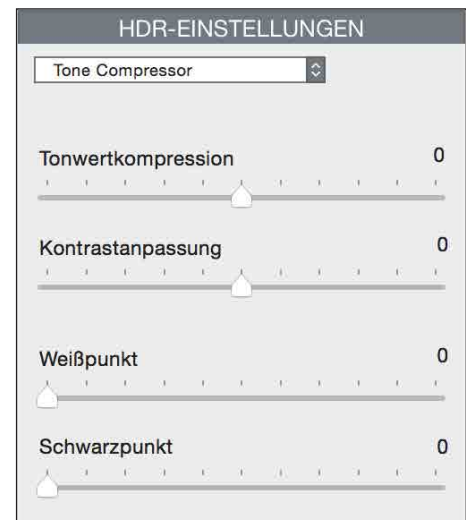 HDR-EINSTELLUNGEN
Tone Compressor
Tonwertkompression 0
Kontrastanpassung 0
Weißpunkt 0
Schwarzpunkt 0